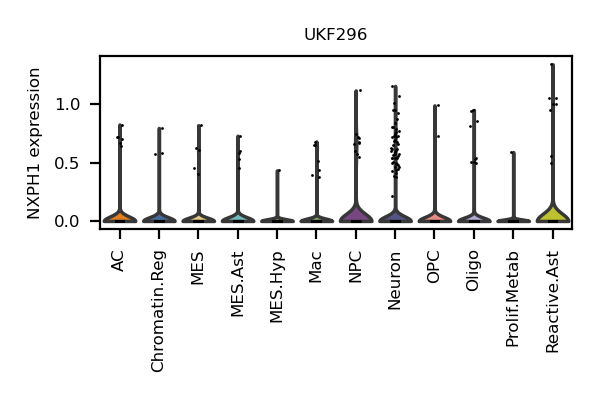 UKF296
NXPH1 expression
1.0
0.5
0.0
AC
Chromatin.Reg
MES
MES.Ast
MES.Hyp
Mac
NPC
Neuron
OPC
Oligo
Prolif.Metab
Reactive.Ast